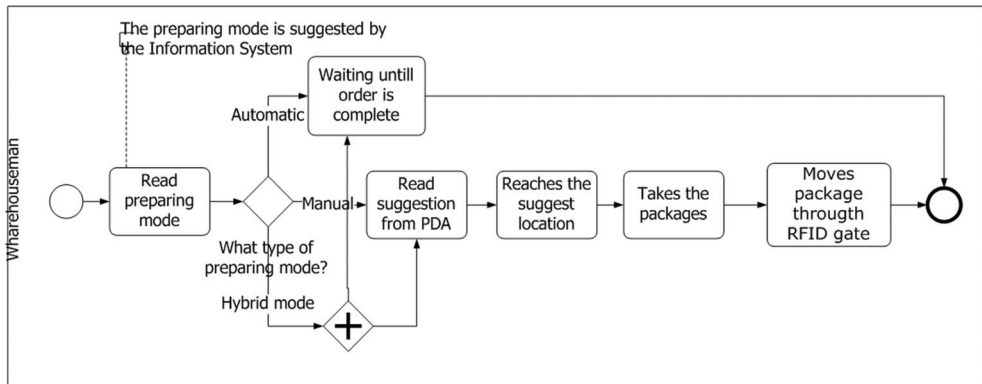 The preparing mode is suggested by
the Information System
Waiting untill
order is
complete
Automatic
Wharehouseman
Read
preparing
mode
Manual
Read
suggestion
from PDA
Reaches the
suggest
location
Takes the
packages
Moves
package
througth
RFID gate
What type of
preparing mode?
Hybrid mode